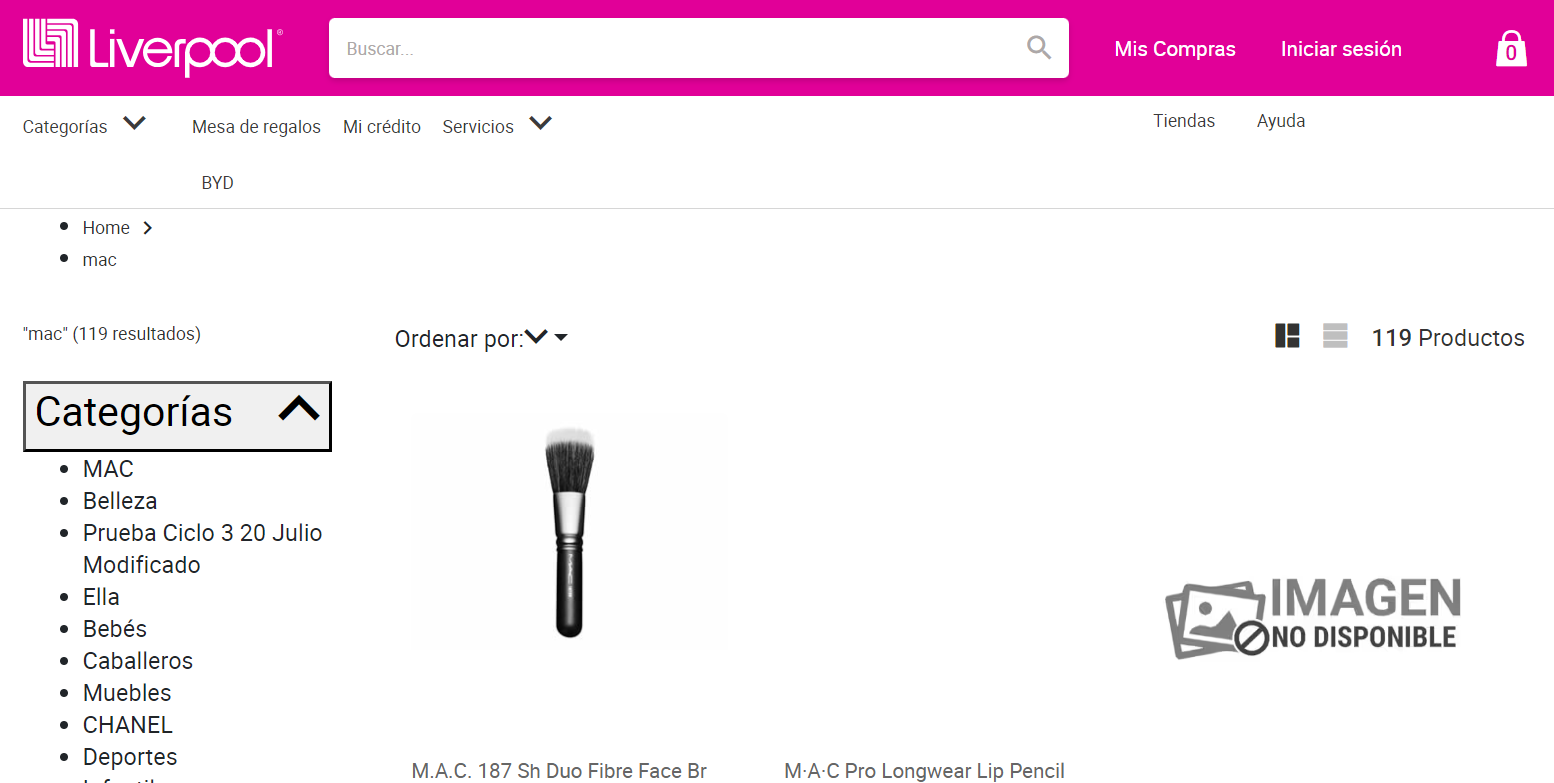 Liverpool®
Buscar...
Mis Compras
Iniciar sesión
0
Categorías
Mesa de regalos
Mi crédito
Servicios
Tiendas
Ayuda
BYD
Home
mac
"mac" (119 resultados)
Ordenar por:
119 Productos
Categorías
MAC
Belleza
Prueba Ciclo 3 20 Julio
Modificado
Ella
Bebés
Caballeros
Muebles
CHANEL
Deportes
IMAGEN
NO DISPONIBLE
M.A.C. 187 Sh Duo Fibre Face Br
M·A·C Pro Longwear Lip Pencil